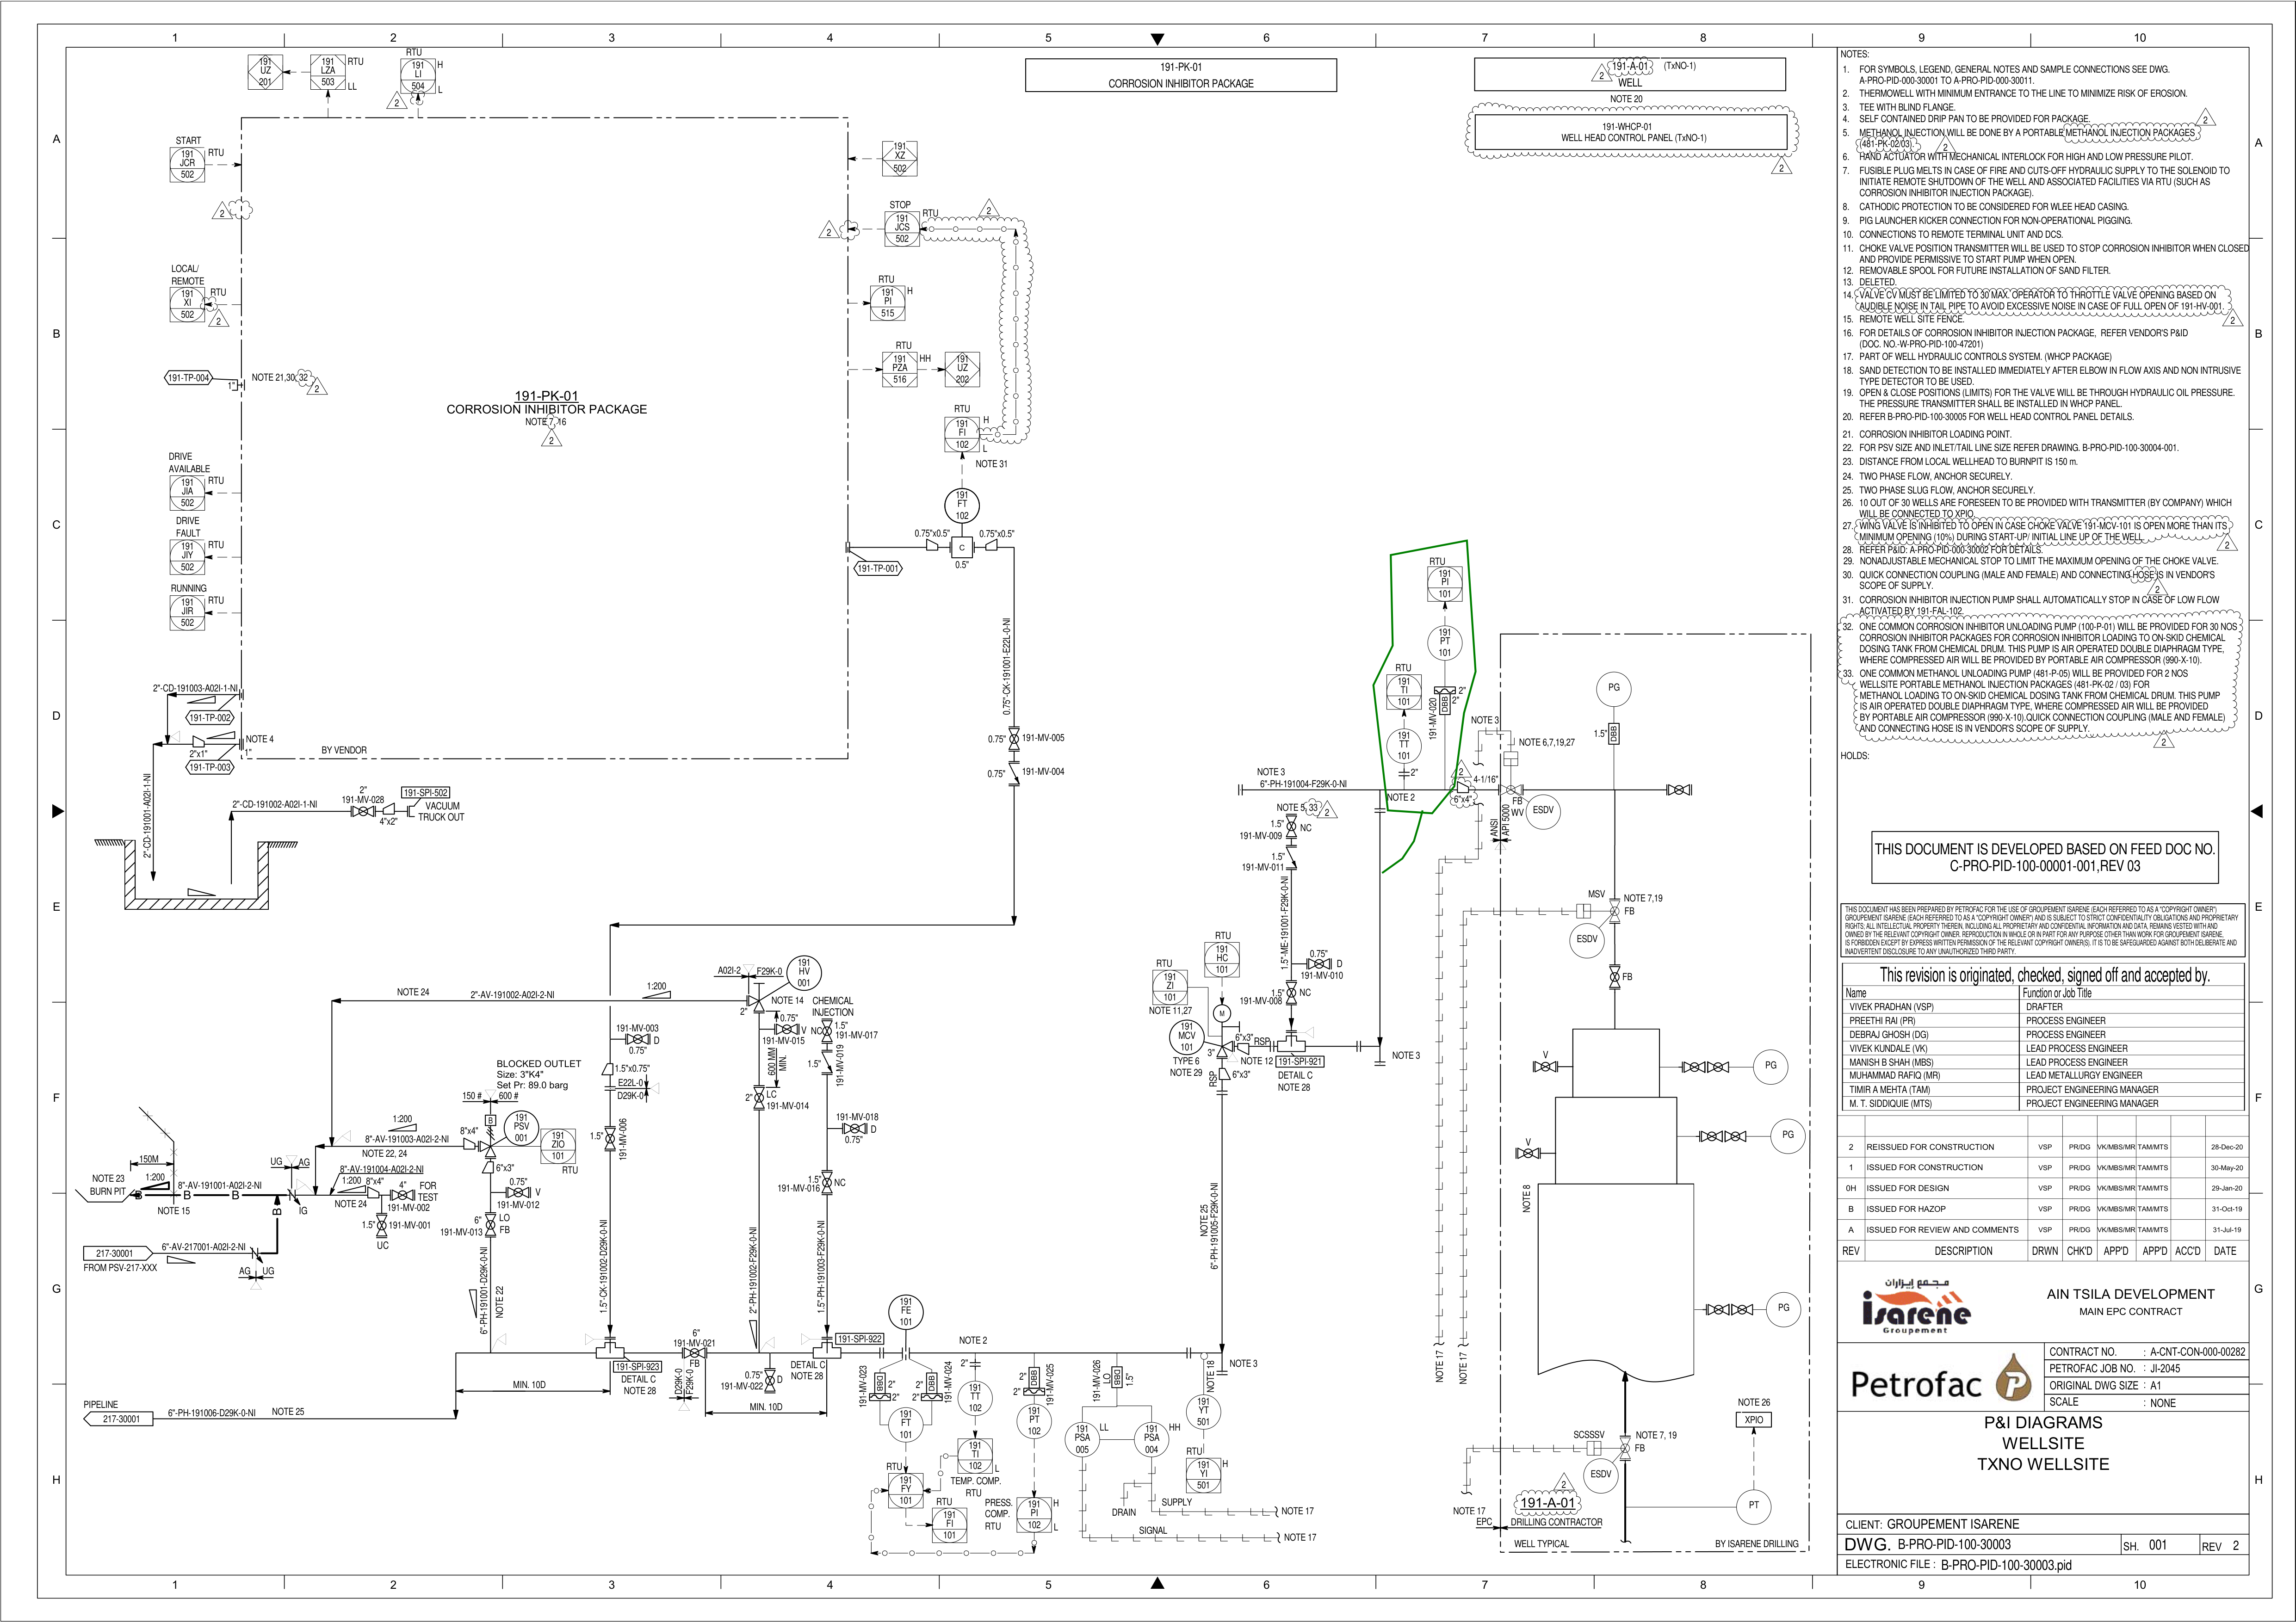 1 2 3 4 5 6 7 8 9 10
A
B
C
D
E
F
G
H
191-PK-01
CORROSION INHIBITOR PACKAGE
191-A-01 (TxNO-1)
2
WELL
NOTE 20
191-WHCP-01
WELL HEAD CONTROL PANEL (TxNO-1)
2
191
UZ
201
191
LZA
503
RTU
LL
RTU
191
LI
504
H
L
2
START
191
JCR
502
RTU
2
LOCAL/
REMOTE
191
XI
502
RTU
2
191-TP-004
1"
NOTE 21,30,32
2
DRIVE
AVAILABLE
191
JIA
502
RTU
DRIVE
FAULT
191
JIY
502
RTU
RUNNING
191
JIR
502
RTU
191-PK-01
CORROSION INHIBITOR PACKAGE
NOTE 7,16
2
BY VENDOR
191
XZ
502
STOP
191
JCS
502
RTU
2
2
RTU
191
PI
515
H
RTU
191
PZA
516
HH
191
UZ
202
RTU
191
FI
102
H
L
NOTE 31
191
FT
102
0.75"x0.5"
C
0.75"x0.5"
0.5"
191-TP-001
0.75"-CK-191001-E22L-0-NI
0.75"
191-MV-005
0.75"
191-MV-004
2"-CD-191003-A02I-1-NI
191-TP-002
NOTE 4
2"x1"
1"
191-TP-003
2"-CD-191001-A02I-1-NI
2"-CD-191002-A02I-1-NI
2"
191-MV-028
4"x2"
191-SPI-502
VACUUM
TRUCK OUT
RTU
191
PI
101
191
PT
101
RTU
191
TI
101
191
TT
101
2"
2"
DBB
191-MV-020
2"
NOTE 3
6"-PH-191004-F29K-0-NI
NOTE 2
NOTE 3
2
4-1/16"
6"x4"
NOTE 6,7,19,27
FB
WV
ESDV
ANSI
API 5000
1.5"
DBB
PG
NOTE 5,33
2
1.5"
NC
191-MV-009
1.5"
191-MV-011
1.5"-ME-191001-F29K-0-NI
0.75"
D
191-MV-010
1.5"
NC
191-MV-008
RTU
191
HC
101
RTU
191
ZI
101
NOTE 11,27
M
191
MCV
101
TYPE 6
NOTE 29
3"
6"x3"
RSP
NOTE 12
191-SPI-921
DETAIL C
NOTE 28
NOTE 3
RSP
6"x3"
NOTE 25
6"-PH-191005-F29K-0-NI
MSV
NOTE 7,19
FB
ESDV
FB
V
PG
V
PG
NOTE 8
PG
NOTE 26
XPIO
SCSSSV
NOTE 7, 19
FB
ESDV
PT
2
191-A-01
NOTE 17
NOTE 17
NOTE 17
EPC
DRILLING CONTRACTOR
WELL TYPICAL
BY ISARENE DRILLING
NOTE 24
2"-AV-191002-A02I-2-NI
1:200
A02I-2
F29K-0
191
HV
001
NOTE 14
2"
0.75"
V
191-MV-015
600 MM
MIN.
2"
LC
191-MV-014
CHEMICAL
INJECTION
NC
1.5"
191-MV-017
1.5"
191-MV-019
191-MV-018
D
0.75"
1.5"
NC
191-MV-016
191-MV-003
D
0.75"
1.5"x0.75"
E22L-0
D29K-0
1.5"
191-MV-006
BLOCKED OUTLET
Size: 3"K4"
Set Pr: 89.0 barg
150 #
600 #
B
191
PSV
001
191
ZIO
101
RTU
8"x4"
1:200
8"-AV-191003-A02I-2-NI
NOTE 22, 24
6"x3"
0.75"
V
191-MV-012
6"
LO
191-MV-013
FB
8"-AV-191004-A02I-2-NI
1:200
8"x4"
4"
FOR
TEST
191-MV-002
NOTE 24
1.5"
191-MV-001
UC
UG
AG
IG
150M
NOTE 23
BURN PIT
1:200
8"-AV-191001-A02I-2-NI
B
B
B
B
NOTE 15
217-30001
FROM PSV-217-XXX
6"-AV-217001-A02I-2-NI
AG
UG
6"-PH-191001-D29K-0-NI
NOTE 22
1.5"-CK-191002-D29K-0-NI
2"-PH-191002-F29K-0-NI
1.5"-PH-191003-F29K-0-NI
PIPELINE
217-30001
6"-PH-191006-D29K-0-NI
NOTE 25
MIN. 10D
191-SPI-923
DETAIL C
NOTE 28
6"
191-MV-021
FB
D29K-0
F29K-0
0.75"
D
191-MV-022
MIN. 10D
191-SPI-922
DETAIL C
NOTE 28
191
FE
101
NOTE 2
191-MV-023
DBB
2"
2"
DBB
191-MV-024
2"
191
FT
101
RTU
191
FY
101
RTU
191
FI
101
2"
191
TT
102
191
TI
102
L
TEMP. COMP.
RTU
2"
DBB
191-MV-025
2"
191
PT
102
PRESS.
COMP.
RTU
191
PI
102
H
L
191-MV-026
LO
DBB
1.5"
191
PSA
005
LL
191
PSA
004
HH
DRAIN
SUPPLY
NOTE 17
SIGNAL
NOTE 17
NOTE 18
NOTE 3
191
YT
501
RTU
191
YI
501
H
NOTES:
1. FOR SYMBOLS, LEGEND, GENERAL NOTES AND SAMPLE CONNECTIONS SEE DWG.
A-PRO-PID-000-30001 TO A-PRO-PID-000-30011.
2. THERMOWELL WITH MINIMUM ENTRANCE TO THE LINE TO MINIMIZE RISK OF EROSION.
3. TEE WITH BLIND FLANGE.
4. SELF CONTAINED DRIP PAN TO BE PROVIDED FOR PACKAGE.
5. METHANOL INJECTION WILL BE DONE BY A PORTABLE METHANOL INJECTION PACKAGES
(481-PK-02/03).
6. HAND ACTUATOR WITH MECHANICAL INTERLOCK FOR HIGH AND LOW PRESSURE PILOT.
7. FUSIBLE PLUG MELTS IN CASE OF FIRE AND CUTS-OFF HYDRAULIC SUPPLY TO THE SOLENOID TO
INITIATE REMOTE SHUTDOWN OF THE WELL AND ASSOCIATED FACILITIES VIA RTU (SUCH AS
CORROSION INHIBITOR INJECTION PACKAGE).
8. CATHODIC PROTECTION TO BE CONSIDERED FOR WLEE HEAD CASING.
9. PIG LAUNCHER KICKER CONNECTION FOR NON-OPERATIONAL PIGGING.
10. CONNECTIONS TO REMOTE TERMINAL UNIT AND DCS.
11. CHOKE VALVE POSITION TRANSMITTER WILL BE USED TO STOP CORROSION INHIBITOR WHEN CLOSED
AND PROVIDE PERMISSIVE TO START PUMP WHEN OPEN.
12. REMOVABLE SPOOL FOR FUTURE INSTALLATION OF SAND FILTER.
13. DELETED.
14. VALVE CV MUST BE LIMITED TO 30 MAX. OPERATOR TO THROTTLE VALVE OPENING BASED ON
AUDIBLE NOISE IN TAIL PIPE TO AVOID EXCESSIVE NOISE IN CASE OF FULL OPEN OF 191-HV-001.
15. REMOTE WELL SITE FENCE.
16. FOR DETAILS OF CORROSION INHIBITOR INJECTION PACKAGE, REFER VENDOR'S P&ID
(DOC. NO.-W-PRO-PID-100-47201)
17. PART OF WELL HYDRAULIC CONTROLS SYSTEM. (WHCP PACKAGE)
18. SAND DETECTION TO BE INSTALLED IMMEDIATELY AFTER ELBOW IN FLOW AXIS AND NON INTRUSIVE
TYPE DETECTOR TO BE USED.
19. OPEN & CLOSE POSITIONS (LIMITS) FOR THE VALVE WILL BE THROUGH HYDRAULIC OIL PRESSURE.
THE PRESSURE TRANSMITTER SHALL BE INSTALLED IN WHCP PANEL.
20. REFER B-PRO-PID-100-30005 FOR WELL HEAD CONTROL PANEL DETAILS.
21. CORROSION INHIBITOR LOADING POINT.
22. FOR PSV SIZE AND INLET/TAIL LINE SIZE REFER DRAWING. B-PRO-PID-100-30004-001.
23. DISTANCE FROM LOCAL WELLHEAD TO BURNPIT IS 150 m.
24. TWO PHASE FLOW, ANCHOR SECURELY.
25. TWO PHASE SLUG FLOW, ANCHOR SECURELY.
26. 10 OUT OF 30 WELLS ARE FORESEEN TO BE PROVIDED WITH TRANSMITTER (BY COMPANY) WHICH
WILL BE CONNECTED TO XPIO.
27. WING VALVE IS INHIBITED TO OPEN IN CASE CHOKE VALVE 191-MCV-101 IS OPEN MORE THAN ITS
MINIMUM OPENING (10%) DURING START-UP/ INITIAL LINE UP OF THE WELL.
28. REFER P&ID: A-PRO-PID-000-30002 FOR DETAILS.
29. NONADJUSTABLE MECHANICAL STOP TO LIMIT THE MAXIMUM OPENING OF THE CHOKE VALVE.
30. QUICK CONNECTION COUPLING (MALE AND FEMALE) AND CONNECTING HOSE IS IN VENDOR'S
SCOPE OF SUPPLY.
31. CORROSION INHIBITOR INJECTION PUMP SHALL AUTOMATICALLY STOP IN CASE OF LOW FLOW
ACTIVATED BY 191-FAL-102.
32. ONE COMMON CORROSION INHIBITOR UNLOADING PUMP (100-P-01) WILL BE PROVIDED FOR 30 NOS
CORROSION INHIBITOR PACKAGES FOR CORROSION INHIBITOR LOADING TO ON-SKID CHEMICAL
DOSING TANK FROM CHEMICAL DRUM. THIS PUMP IS AIR OPERATED DOUBLE DIAPHRAGM TYPE,
WHERE COMPRESSED AIR WILL BE PROVIDED BY PORTABLE AIR COMPRESSOR (990-X-10).
33. ONE COMMON METHANOL UNLOADING PUMP (481-P-05) WILL BE PROVIDED FOR 2 NOS
WELLSITE PORTABLE METHANOL INJECTION PACKAGES (481-PK-02 / 03) FOR
METHANOL LOADING TO ON-SKID CHEMICAL DOSING TANK FROM CHEMICAL DRUM. THIS PUMP
IS AIR OPERATED DOUBLE DIAPHRAGM TYPE, WHERE COMPRESSED AIR WILL BE PROVIDED
BY PORTABLE AIR COMPRESSOR (990-X-10).QUICK CONNECTION COUPLING (MALE AND FEMALE)
AND CONNECTING HOSE IS IN VENDOR'S SCOPE OF SUPPLY.
HOLDS:
THIS DOCUMENT IS DEVELOPED BASED ON FEED DOC NO.
C-PRO-PID-100-00001-001,REV 03
THIS DOCUMENT HAS BEEN PREPARED BY PETROFAC FOR THE USE OF GROUPEMENT ISARENE (EACH REFERRED TO AS A "COPYRIGHT OWNER")
GROUPEMENT ISARENE (EACH REFERRED TO AS A "COPYRIGHT OWNER") AND IS SUBJECT TO STRICT CONFIDENTIALITY OBLIGATIONS AND PROPRIETARY
RIGHTS; ALL INTELLECTUAL PROPERTY THEREIN, INCLUDING ALL PROPRIETARY AND CONFIDENTIAL INFORMATION AND DATA, REMAINS VESTED WITH AND
OWNED BY THE RELEVANT COPYRIGHT OWNER. REPRODUCTION IN WHOLE OR IN PART FOR ANY PURPOSE OTHER THAN WORK FOR GROUPEMENT ISARENE,
IS FORBIDDEN EXCEPT BY EXPRESS WRITTEN PERMISSION OF THE RELEVANT COPYRIGHT OWNER(S). IT IS TO BE SAFEGUARDED AGAINST BOTH DELIBERATE AND
INADVERTENT DISCLOSURE TO ANY UNAUTHORIZED THIRD PARTY.
This revision is originated, checked, signed off and accepted by.
Name Function or Job Title
VIVEK PRADHAN (VSP) DRAFTER
PREETHI RAI (PR) PROCESS ENGINEER
DEBRAJ GHOSH (DG) PROCESS ENGINEER
VIVEK KUNDALE (VK) LEAD PROCESS ENGINEER
MANISH B SHAH (MBS) LEAD PROCESS ENGINEER
MUHAMMAD RAFIQ (MR) LEAD METALLURGY ENGINEER
TIMIR A MEHTA (TAM) PROJECT ENGINEERING MANAGER
M. T. SIDDIQUIE (MTS) PROJECT ENGINEERING MANAGER
2 REISSUED FOR CONSTRUCTION VSP PR/DG VK/MBS/MR TAM/MTS 28-Dec-20
1 ISSUED FOR CONSTRUCTION VSP PR/DG VK/MBS/MR TAM/MTS 30-May-20
0H ISSUED FOR DESIGN VSP PR/DG VK/MBS/MR TAM/MTS 29-Jan-20
B ISSUED FOR HAZOP VSP PR/DG VK/MBS/MR TAM/MTS 31-Oct-19
A ISSUED FOR REVIEW AND COMMENTS VSP PR/DG VK/MBS/MR TAM/MTS 31-Jul-19
REV DESCRIPTION DRWN CHK'D APP'D APP'D ACC'D DATE
مجمع إيزاران
isarene
Groupement
AIN TSILA DEVELOPMENT
MAIN EPC CONTRACT
Petrofac
CONTRACT NO. : A-CNT-CON-000-00282
PETROFAC JOB NO. : JI-2045
ORIGINAL DWG SIZE : A1
SCALE : NONE
P&I DIAGRAMS
WELLSITE
TXNO WELLSITE
CLIENT: GROUPEMENT ISARENE
DWG. B-PRO-PID-100-30003 SH. 001 REV 2
ELECTRONIC FILE : B-PRO-PID-100-30003.pid
1 2 3 4 5 6 7 8 9 10